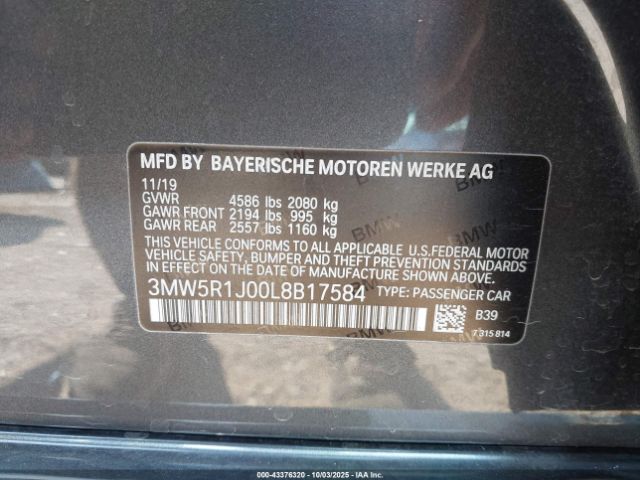 MFD BY BAYERISCHE MOTOREN WERKE AG
11/19
GVWR 4586 lbs 2080 kg
GAWR FRONT 2194 lbs 995 kg
GAWR REAR 2557 lbs 1160 kg
THIS VEHICLE CONFORMS TO ALL APPLICABLE U.S.FEDERAL MOTOR
VEHICLE SAFETY, BUMPER AND THEFT PREVENTION STANDARDS
IN EFFECT ON THE DATE OF MANUFACTURE SHOWN ABOVE.
3MW5R1J00L8B17584 TYPE: PASSENGER CAR
B39
7 315 814
00-43376320 10/03/2025 © COPYRIGHT IAA. INC.